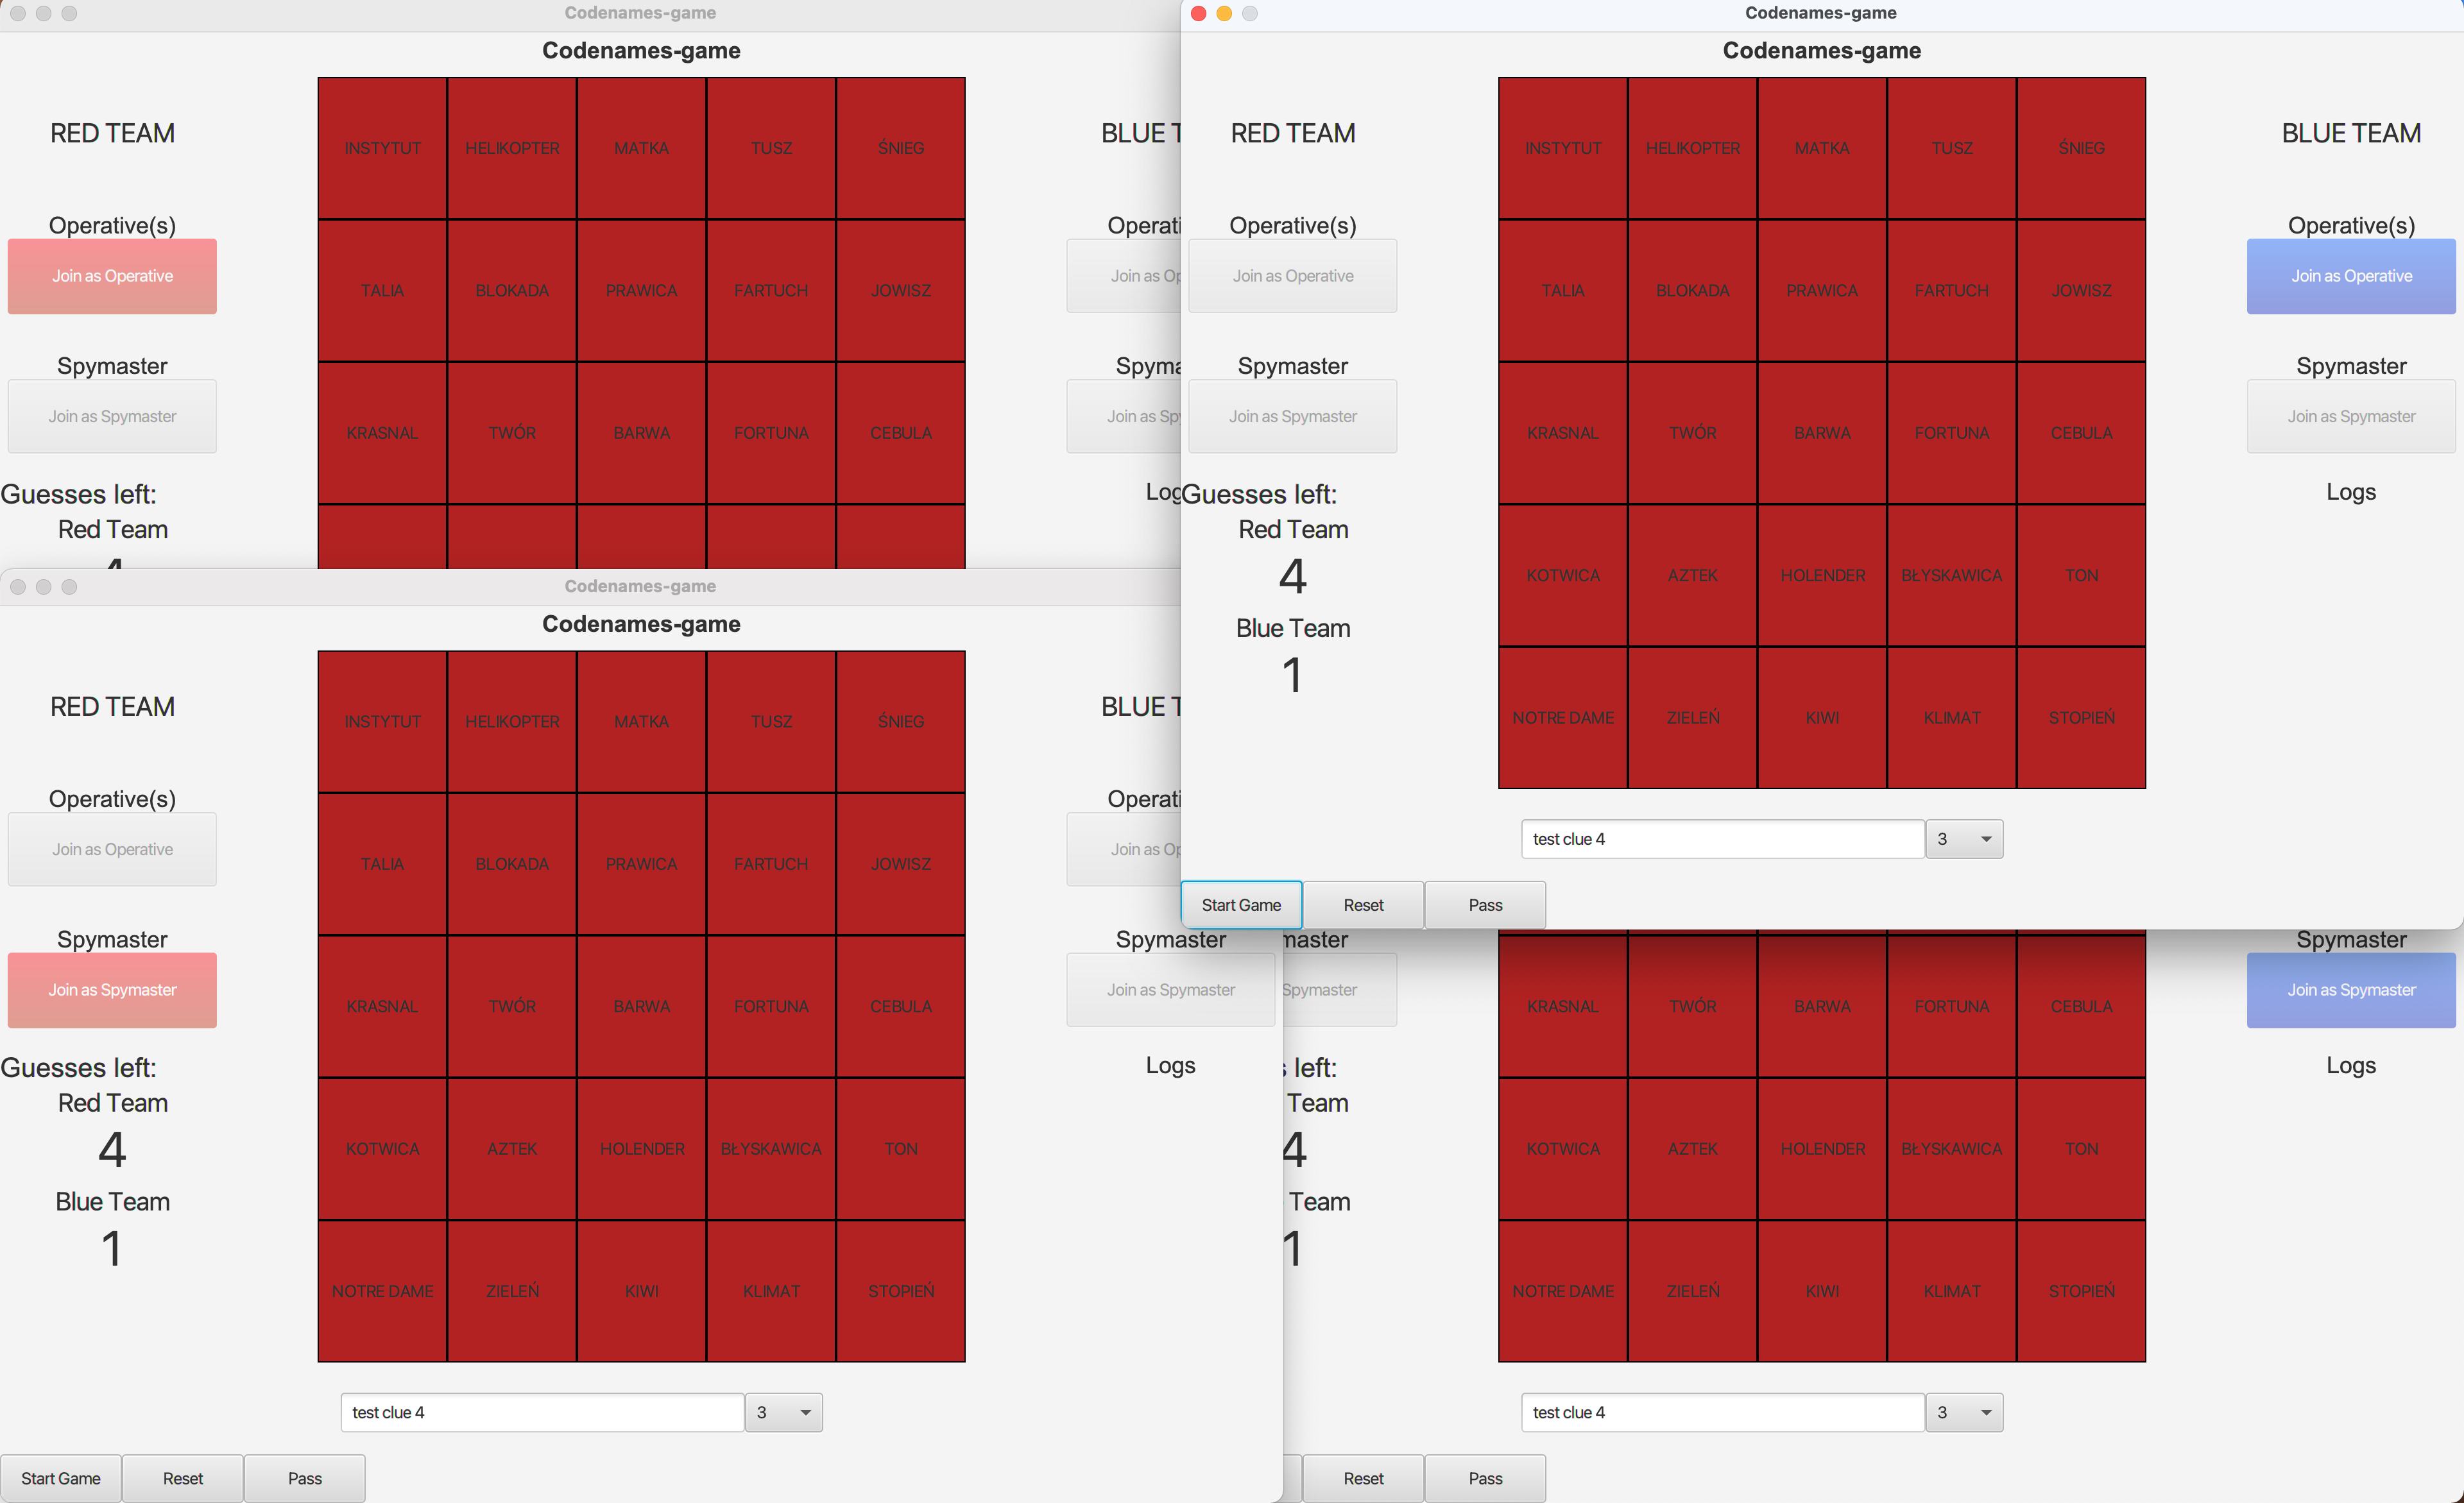 Codenames-game
Codenames-game
RED TEAM
Operative(s)
Join as Operative
Spymaster
Join as Spymaster
Guesses left:
Red Team
4
INSTYTUT HELIKOPTER MATKA TUSZ ŚNIEG
TALIA BLOKADA PRAWICA FARTUCH JOWISZ
KRASNAL TWÓR BARWA FORTUNA CEBULA
BLUE T
Operati
Join as Op
Spyma
Join as Sp
Log
Codenames-game
Codenames-game
RED TEAM
Operative(s)
Join as Operative
Spymaster
Join as Spymaster
Guesses left:
Red Team
4
Blue Team
1
INSTYTUT HELIKOPTER MATKA TUSZ ŚNIEG
TALIA BLOKADA PRAWICA FARTUCH JOWISZ
KRASNAL TWÓR BARWA FORTUNA CEBULA
KOTWICA AZTEK HOLENDER BŁYSKAWICA TON
NOTRE DAME ZIELEŃ KIWI KLIMAT STOPIEŃ
BLUE TEAM
Operative(s)
Join as Operative
Spymaster
Join as Spymaster
Logs
test clue 4 3
Start Game Reset Pass
Codenames-game
Codenames-game
RED TEAM
Operative(s)
Join as Operative
Spymaster
Join as Spymaster
Guesses left:
Red Team
4
Blue Team
1
INSTYTUT HELIKOPTER MATKA TUSZ ŚNIEG
TALIA BLOKADA PRAWICA FARTUCH JOWISZ
KRASNAL TWÓR BARWA FORTUNA CEBULA
KOTWICA AZTEK HOLENDER BŁYSKAWICA TON
NOTRE DAME ZIELEŃ KIWI KLIMAT STOPIEŃ
BLUE T
Operati
Join as Op
Spymaster
Join as Spymaster
Logs
test clue 4 3
Start Game Reset Pass
master
Spymaster
left:
Team
4
Team
1
KRASNAL TWÓR BARWA FORTUNA CEBULA
KOTWICA AZTEK HOLENDER BŁYSKAWICA TON
NOTRE DAME ZIELEŃ KIWI KLIMAT STOPIEŃ
Spymaster
Join as Spymaster
Logs
test clue 4 3
Reset Pass